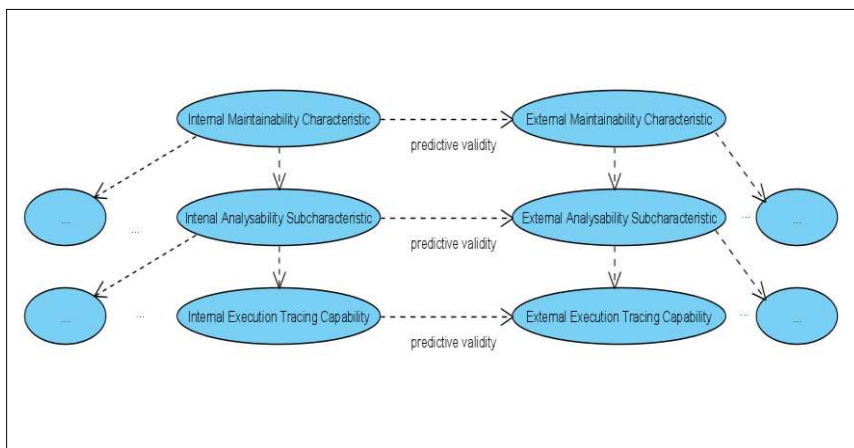 Internal Maintainability Characteristic
External Maintainability Characteristic
predictive validity
...
...
Intenal Analysability Subcharacteristic
External Analysability Subcharacteristic
...
...
predictive validity
...
...
Internal Execution Tracing Capability
External Execution Tracing Capability
...
...
predictive validity